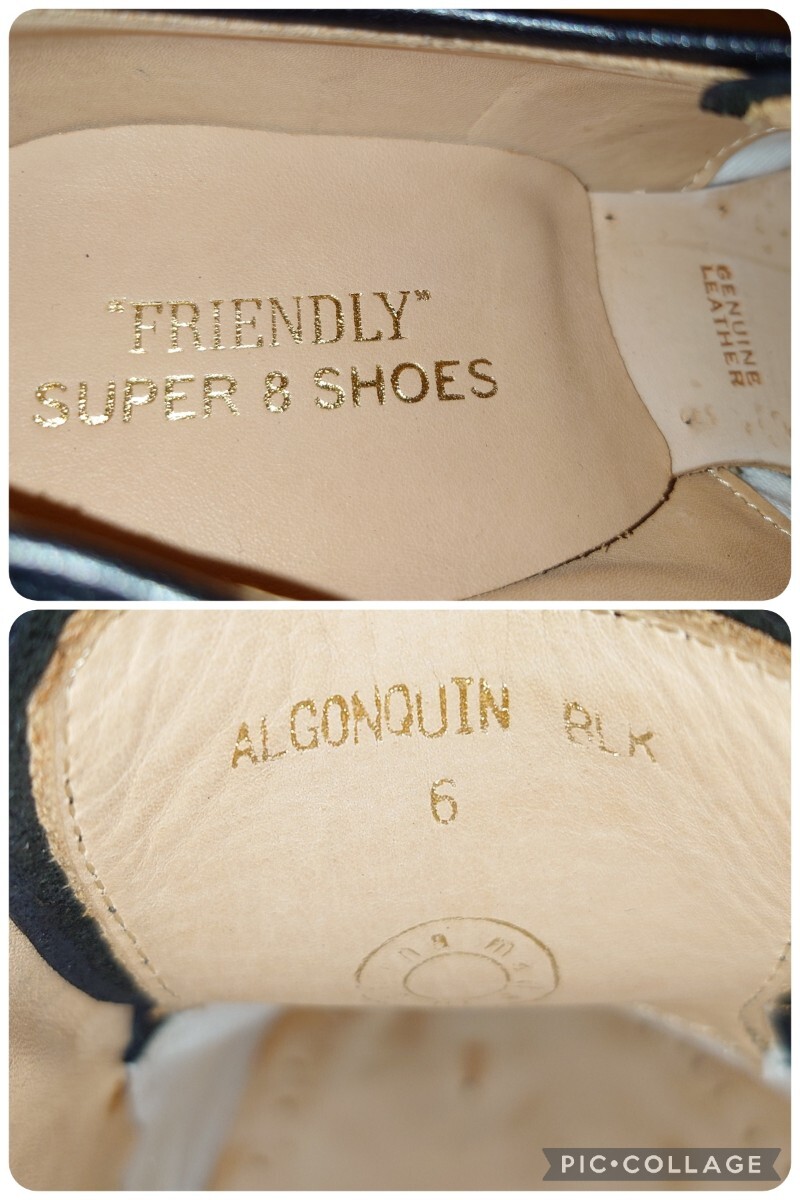 "FRIENDLY"
SUPER 8 SHOES
GENUINE
LEATHER
ALGONQUIN BLK
6
PIC•COLLAGE